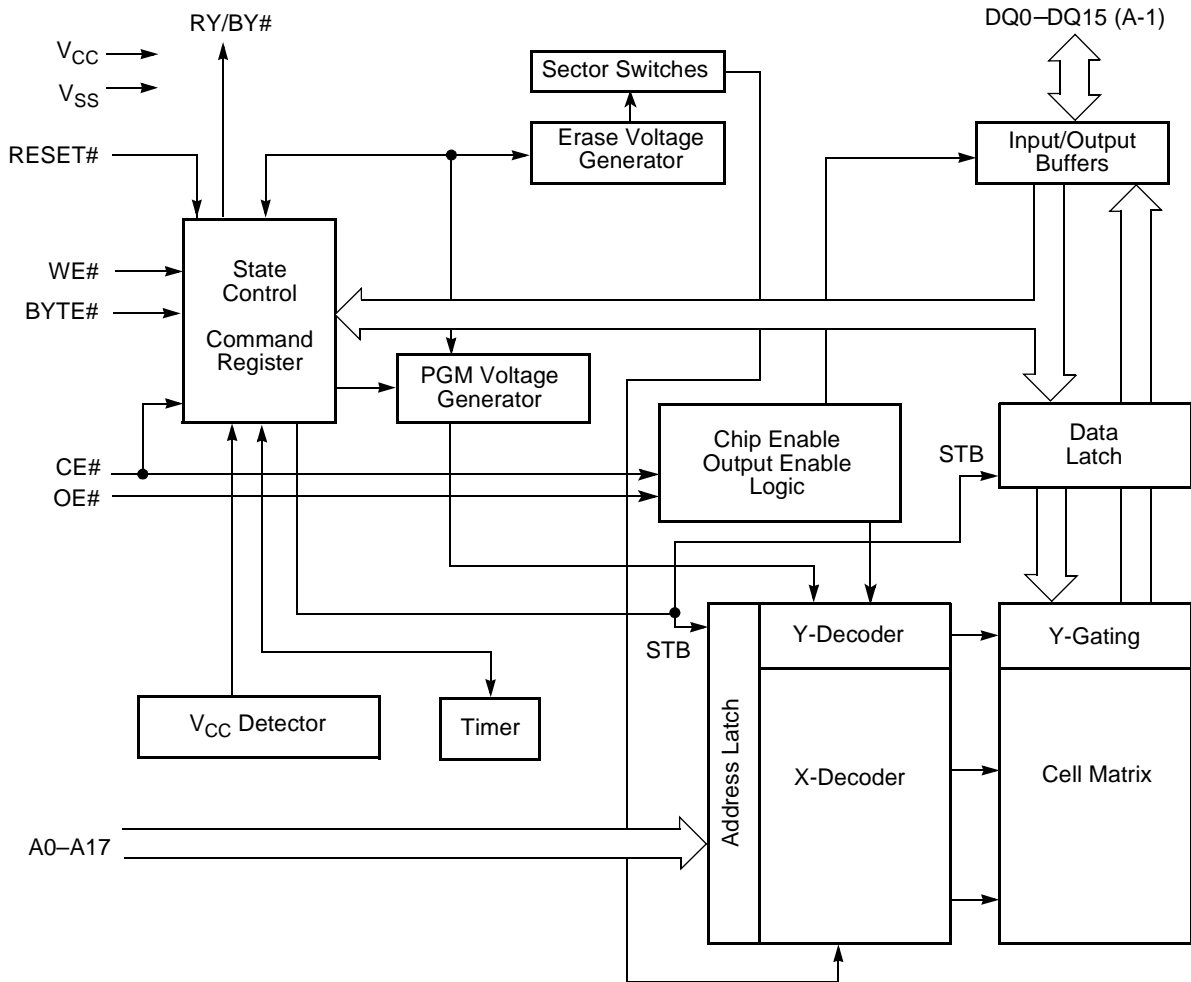 RY/BY#
DQ0–DQ15 (A-1)
VCC
VSS
Sector Switches
Erase Voltage
Generator
Input/Output
Buffers
RESET#
WE#
BYTE#
State
Control
Command
Register
PGM Voltage
Generator
Chip Enable
Output Enable
Logic
Data
Latch
STB
CE#
OE#
STB
Y-Decoder
Y-Gating
VCC Detector
Timer
Address Latch
X-Decoder
Cell Matrix
A0–A17